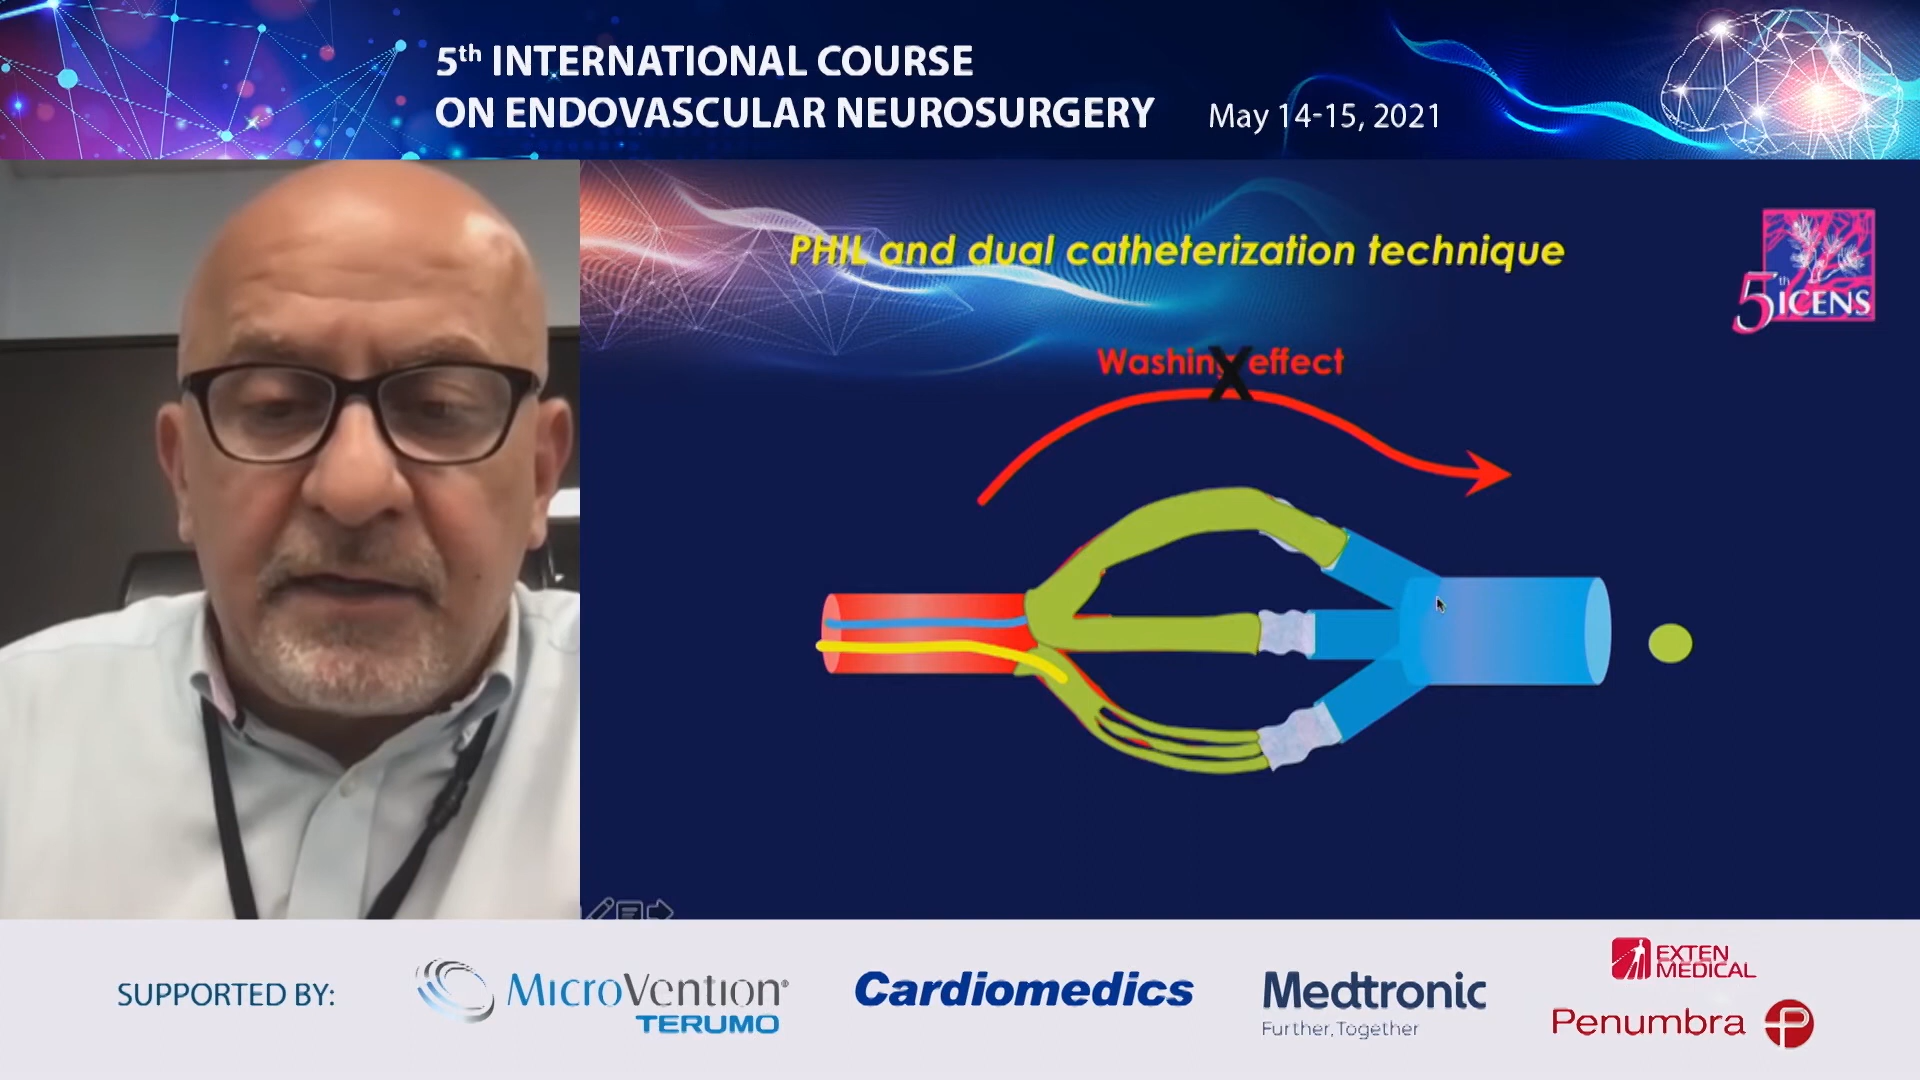 5th INTERNATIONAL COURSE
ON ENDOVASCULAR NEUROSURGERY May 14-15, 2021
PHIL and dual catheterization technique
5th ICENS
Washing effect
X
SUPPORTED BY:
MICROVENTION®
TERUMO
Cardiomedics
Medtronic
Further, Together
EXTEN
MEDICAL
Penumbra P